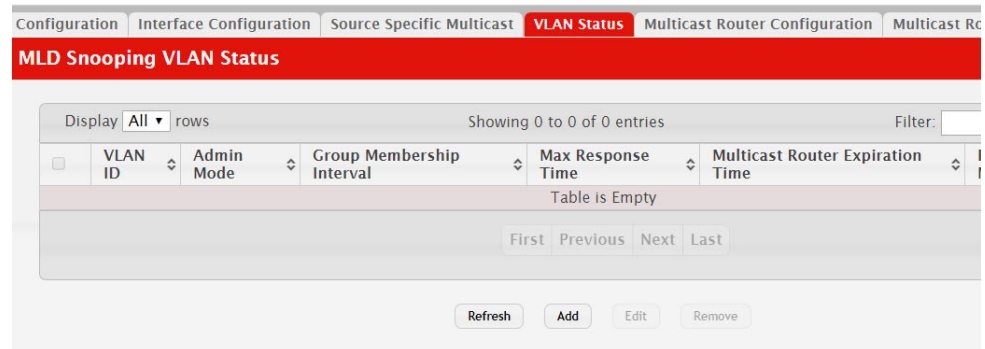 Configuration Interface Configuration Source Specific Multicast VLAN Status Multicast Router Configuration Multicast
MLD Snooping VLAN Status
Display All rows Showing 0 to 0 of 0 entries Filter:
VLAN ID Admin Mode Group Membership Interval Max Response Time Multicast Router Expiration Time
Table is Empty
First Previous Next Last
Refresh Add Edit Remove